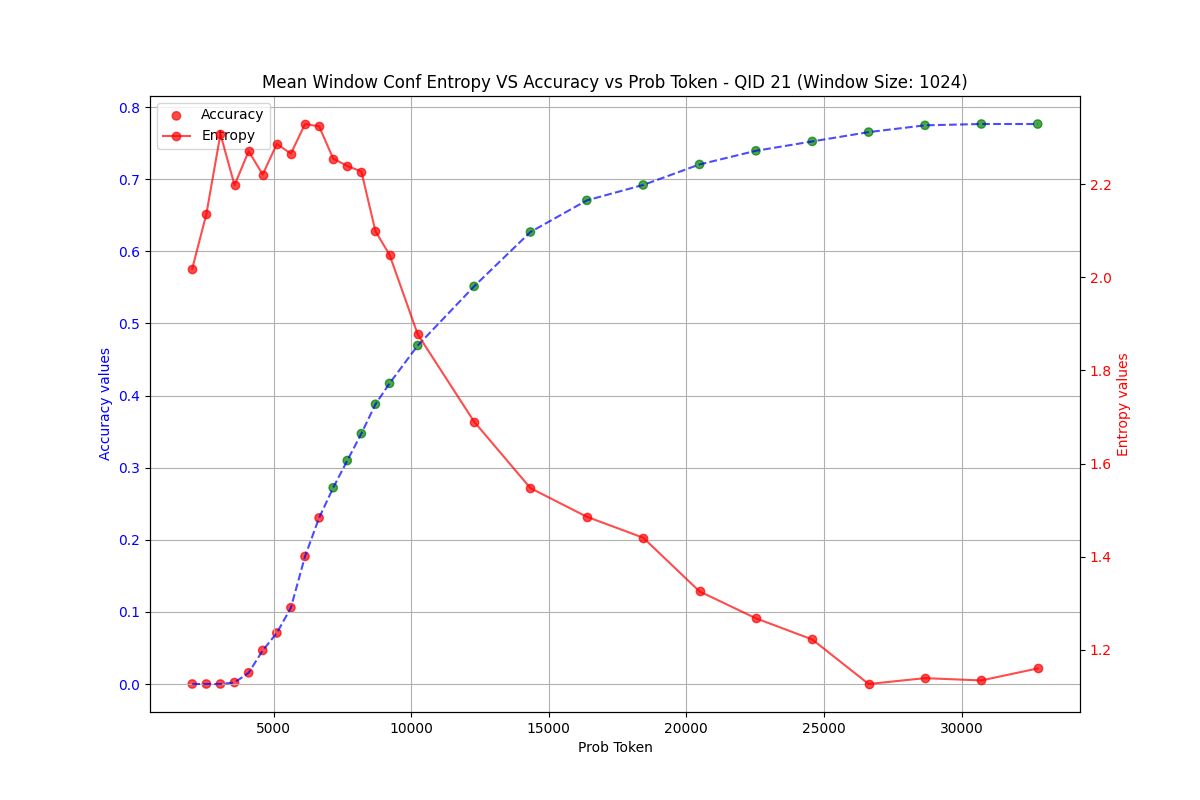 Mean Window Conf Entropy VS Accuracy vs Prob Token - QID 21 (Window Size: 1024)
Accuracy
Entropy
0.8
0.7
0.6
0.5
0.4
0.3
0.2
0.1
0.0
Accuracy values
2.2
2.0
1.8
1.6
1.4
1.2
Entropy values
5000 10000 15000 20000 25000 30000
Prob Token